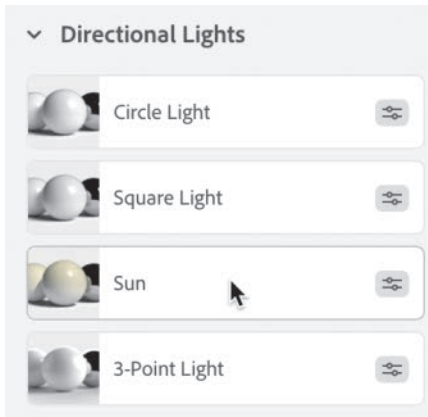 Directional Lights
Circle Light
Square Light
Sun
3-Point Light